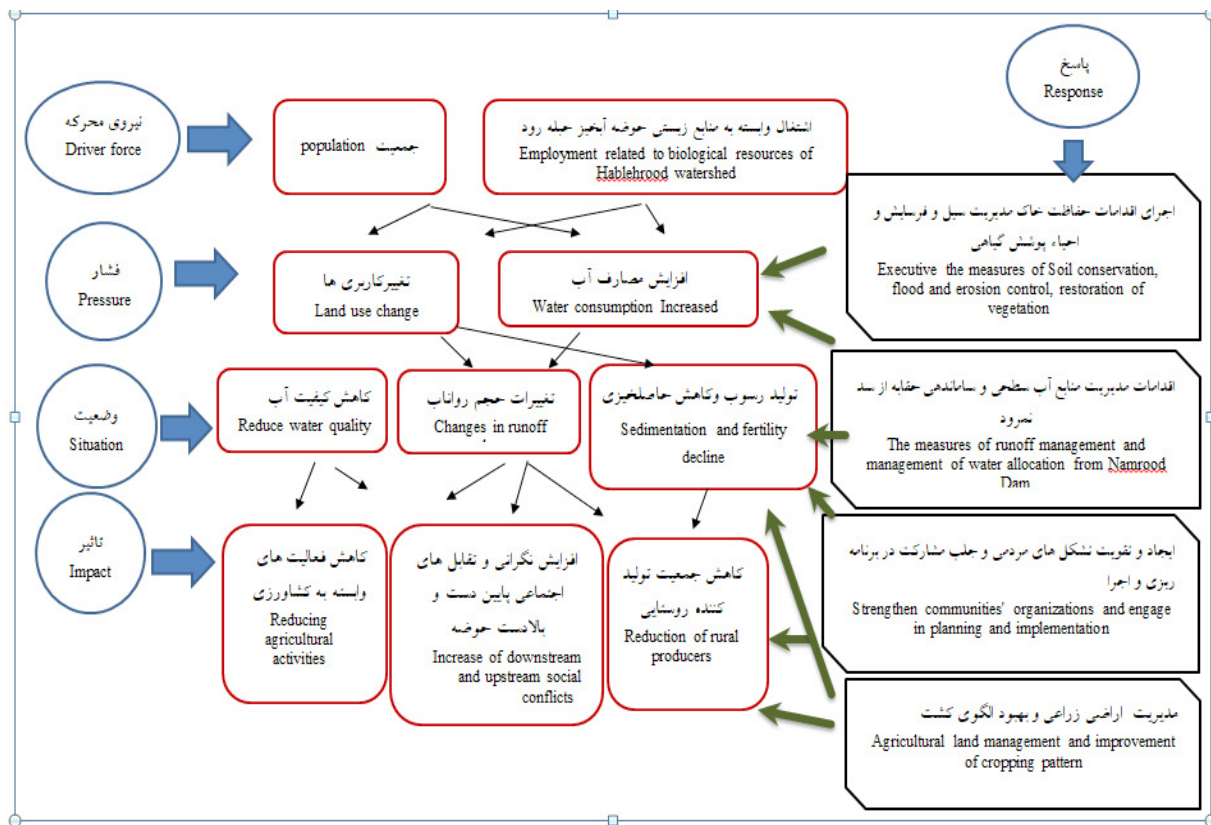 پاسخ
Response
نیروی محرکه
Driver force
جمعیت population
اشتغال وابسته به منابع زیستی حوضه آبخیز حبله رود
Employment related to biological resources of
Hablehrood watershed
فشار
Pressure
تغییرکاربری ها
Land use change
افزایش مصارف آب
Water consumption Increased
اجرای اقدامات حفاظت خاک مدیریت سیل و فرسایش و
احیاء پوشش گیاهی
Executive the measures of Soil conservation,
flood and erosion control, restoration of
vegetation
وضعیت
Situation
کاهش کیفیت آب
Reduce water quality
تغییرات حجم رواناب
Changes in runoff
تولید رسوب وکاهش حاصلخیزی
Sedimentation and fertility
decline
اقدامات مدیریت منابع آب سطحی و ساماندهی حقابه از سد
نمرود
The measures of runoff management and
management of water allocation from Namrood
Dam
تاثیر
Impact
کاهش فعالیت های
وابسته به کشاورزی
Reducing
agricultural
activities
افزایش نگرانی و تقابل های
اجتماعی پایین دست و
بالادست حوضه
Increase of downstream
and upstream social
conflicts
کاهش جمعیت تولید
کننده روستایی
Reduction of rural
producers
ایجاد و تقویت تشکل های مردمی و جلب مشارکت در برنامه
ریزی و اجرا
Strengthen communities' organizations and engage
in planning and implementation
مدیریت اراضی زراعی و بهبود الگوی کشت
Agricultural land management and improvement
of cropping pattern